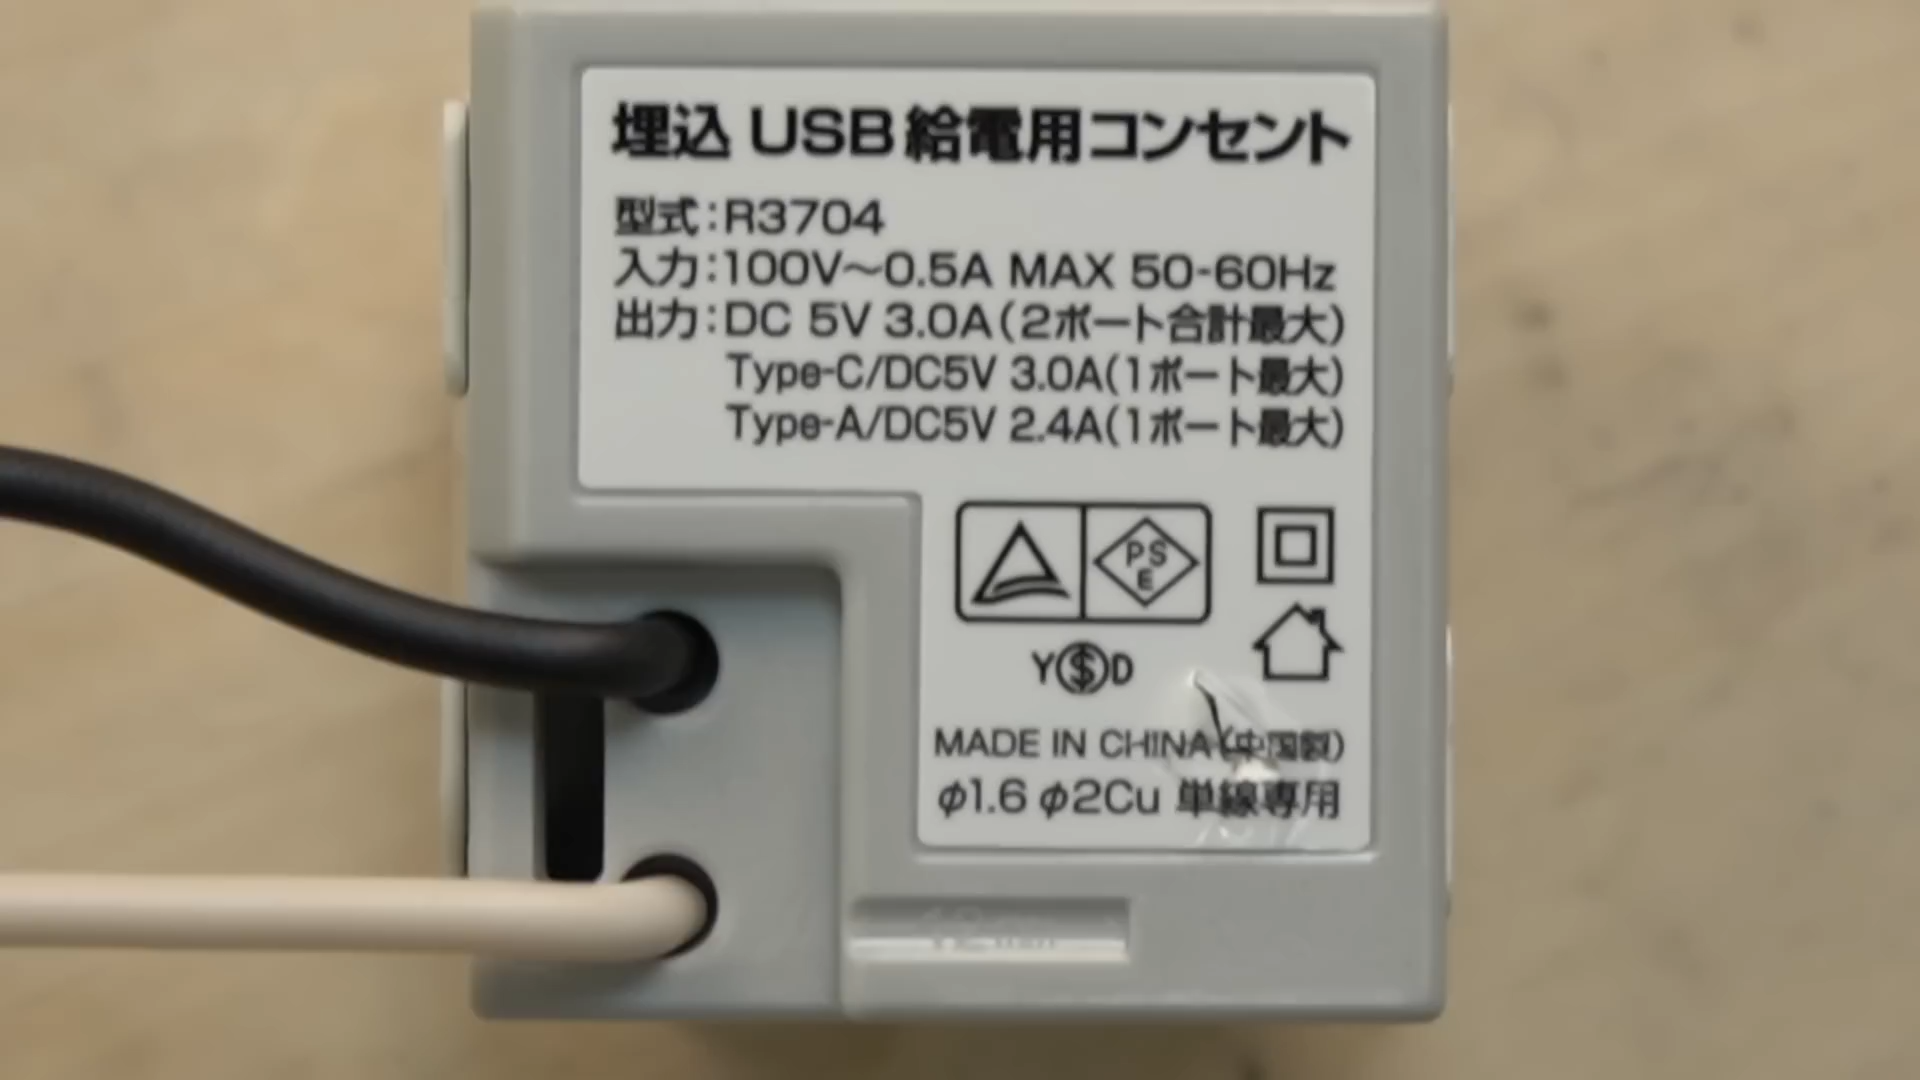 埋込 USB 給電用コンセント
型式:R3704
入力:100V～0.5A MAX 50-60Hz
出力:DC 5V 3.0A(2ポート合計最大)
Type-C/DC5V 3.0A(1ポート最大)
Type-A/DC5V 2.4A(1ポート最大)
PS
E
Y$D
MADE IN CHINA(中国製)
φ1.6 φ2Cu 単線専用
12mm